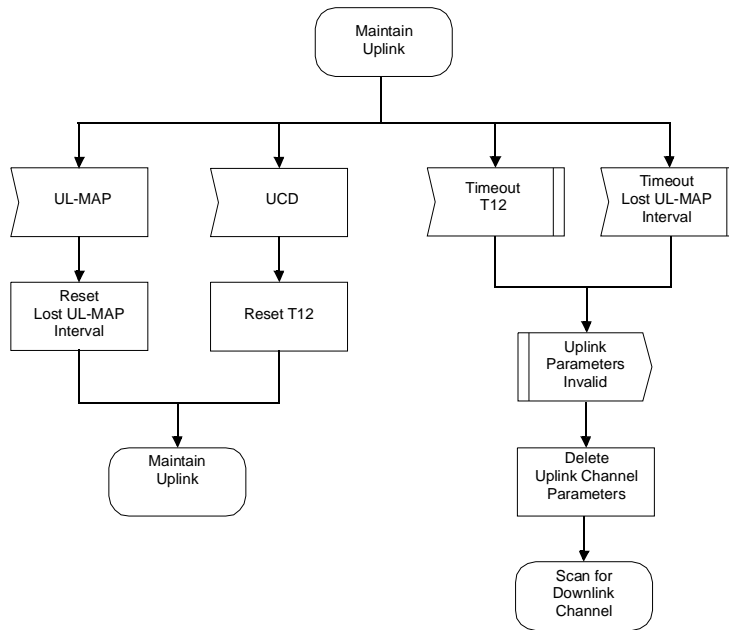 Maintain
Uplink
UL-MAP
UCD
Timeout
T12
Timeout
Lost UL-MAP
Interval
Reset
Lost UL-MAP
Interval
Reset T12
Uplink
Parameters
Invalid
Maintain
Uplink
Delete
Uplink Channel
Parameters
Scan for
Downlink
Channel